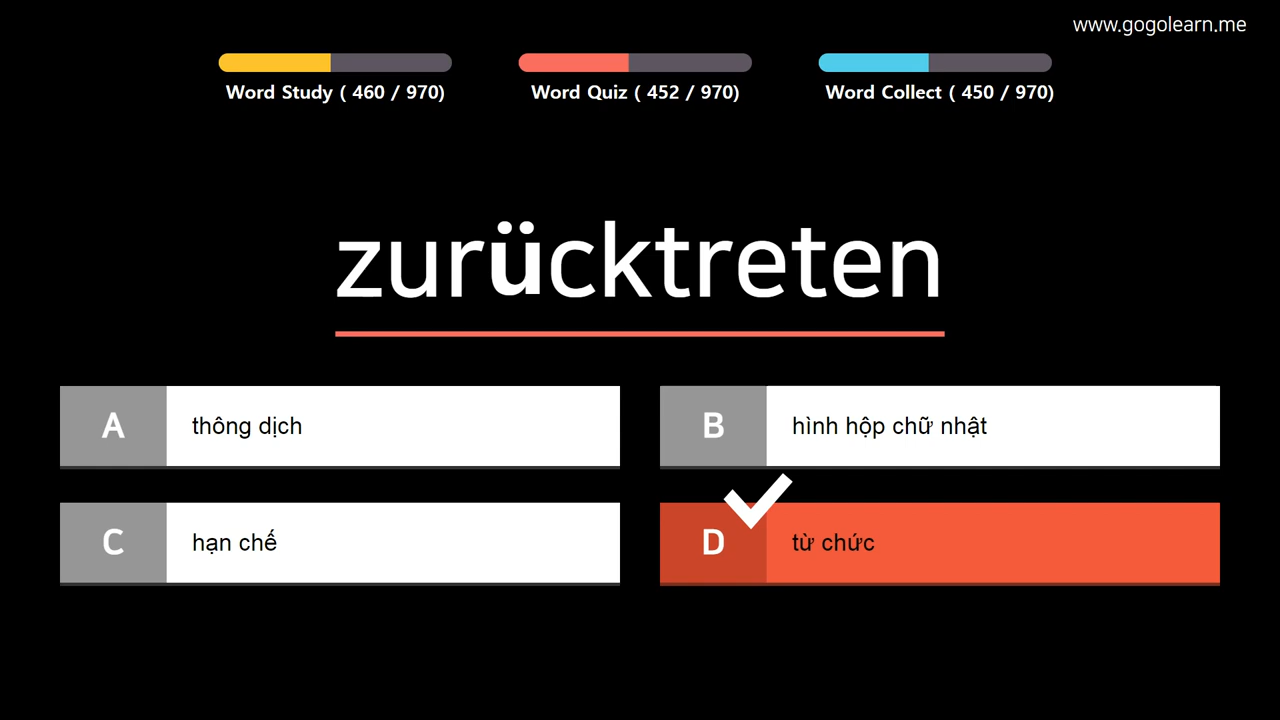 www.gogolearn.me
Word Study ( 460 / 970)
Word Quiz ( 452 / 970)
Word Collect ( 450 / 970)
zurücktreten
A thông dịch
B hình hộp chữ nhật
C hạn chế
D từ chức